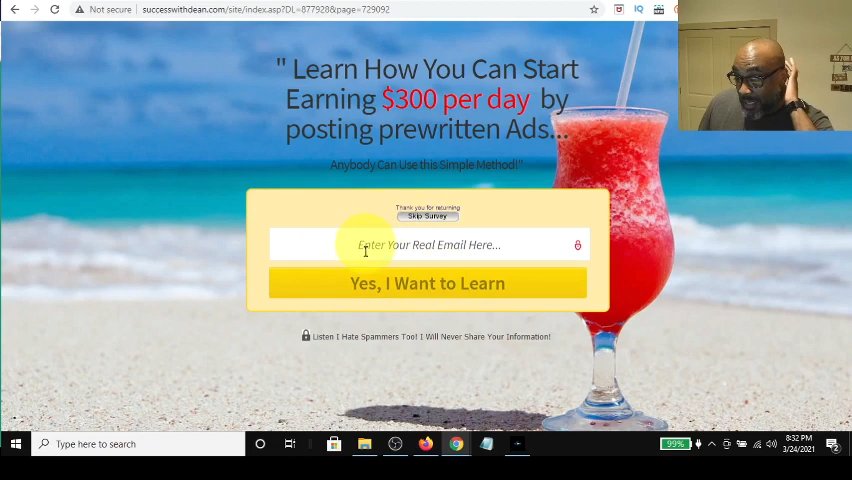 Not secure
successwithdean.com/site/index.asp?DL=877928&page=729092
IQ
" Learn How You Can Start
Earning $300 per day by
posting prewritten Ads...
Anybody Can Use this Simple Method!"
Thank you for returning
Skip Survey
Enter Your Real Email Here...
Yes, I Want to Learn
Listen I Hate Spammers Too! I Will Never Share Your Information!
Type here to search
99%
8:32 PM
3/24/2021
2